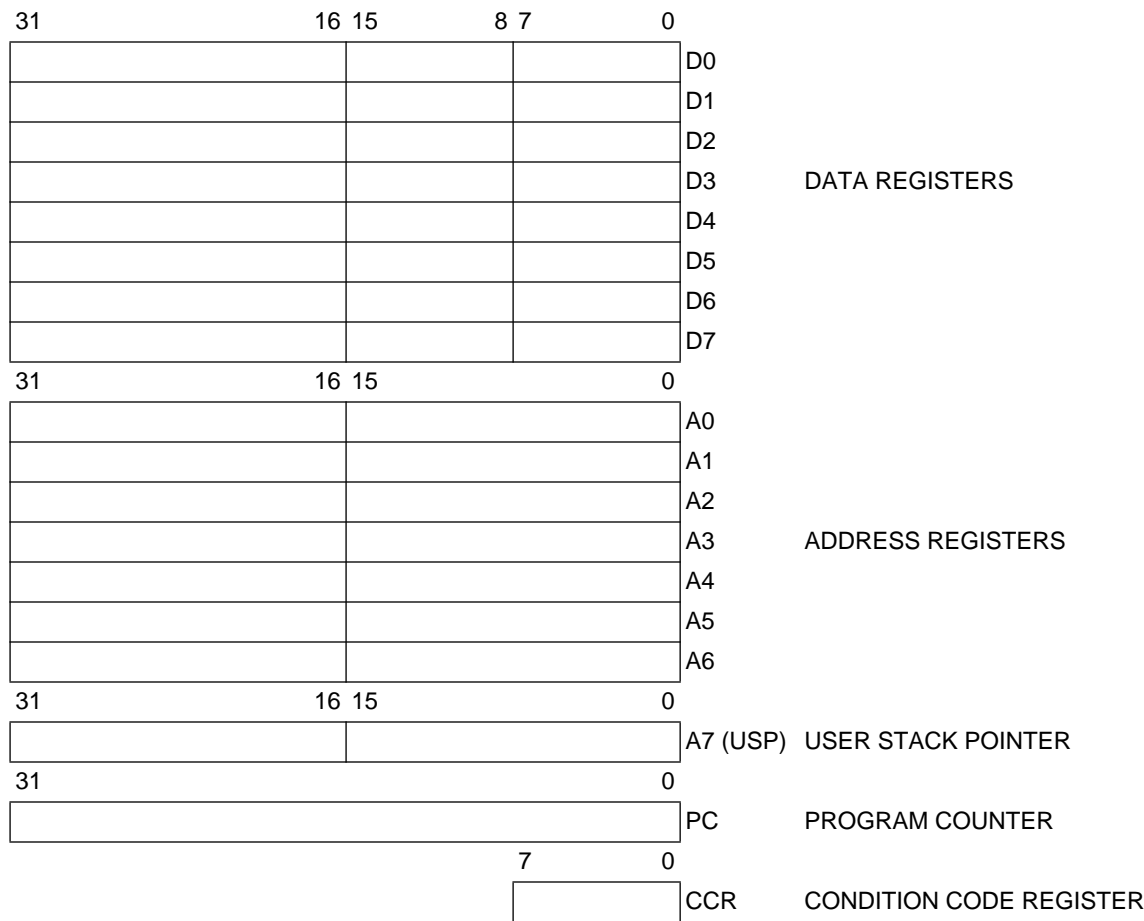 31 16 15 8 7 0
D0
D1
D2
D3 DATA REGISTERS
D4
D5
D6
D7
31 16 15 0
A0
A1
A2
A3 ADDRESS REGISTERS
A4
A5
A6
31 16 15 0
A7 (USP) USER STACK POINTER
31 0
PC PROGRAM COUNTER
7 0
CCR CONDITION CODE REGISTER